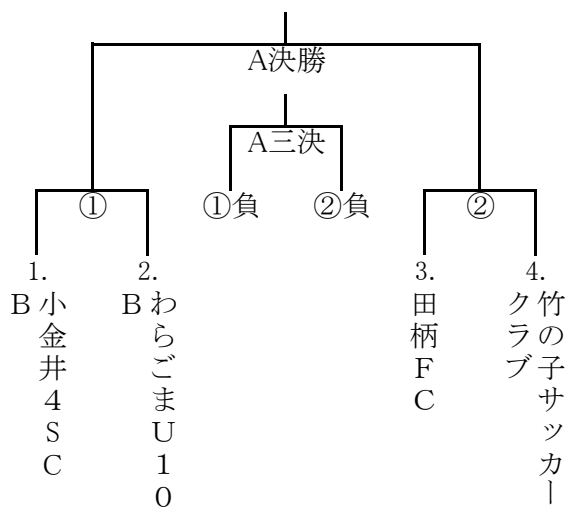 A決勝
A三決
①
①負
②負
②
1.
2.
3.
4.
小金井４ＳＣ
Ｂ
わらごまＵ１０
Ｂ
田柄ＦＣ
竹の子サッカー
クラブ